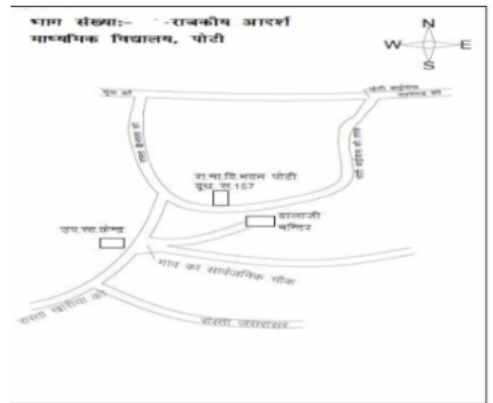 भाग संख्या:- -राजकीय आदर्श
माध्यमिक विद्यालय, पोटी
N
W E
S
चुरू को
पोटी
रा.मा.वि.भवन पोटी
बूथ स.157
बालाजी
मन्दिर
उप.स्वा.केन्द्र
गाव का सार्वजनिक चौक
रास्ता खारीया को
रास्ता जसरासर